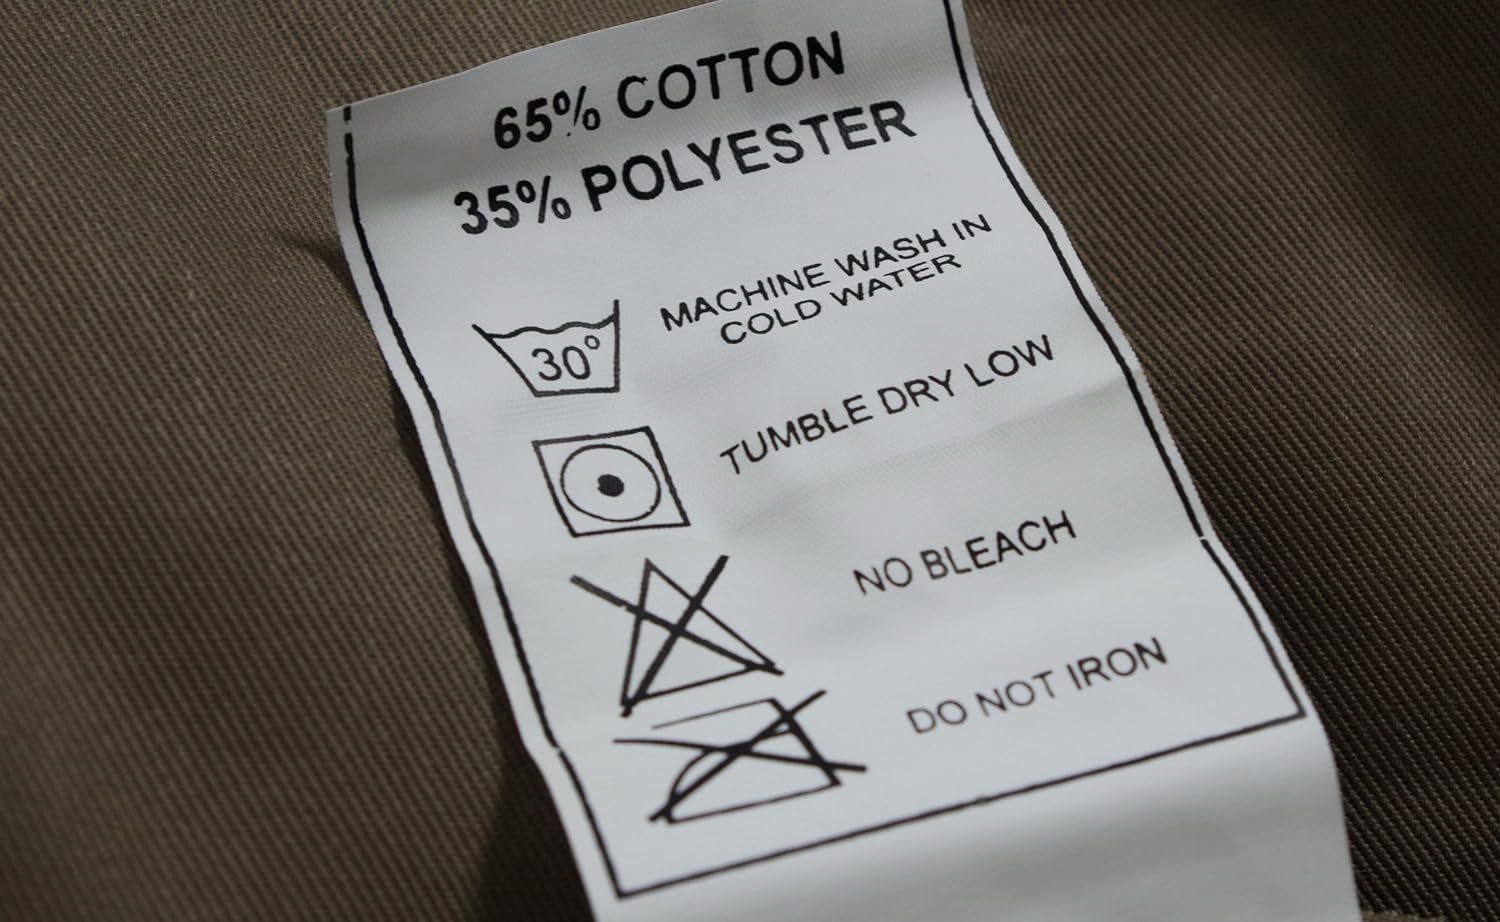 65% COTTON
35% POLYESTER
MACHINE WASH IN
COLD WATER
30°
TUMBLE DRY LOW
NO BLEACH
DO NOT IRON